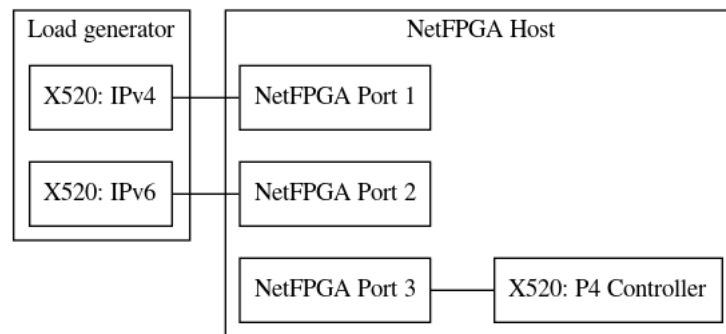 Load generator
NetFPGA Host
X520: IPv4
NetFPGA Port 1
X520: IPv6
NetFPGA Port 2
NetFPGA Port 3
X520: P4 Controller